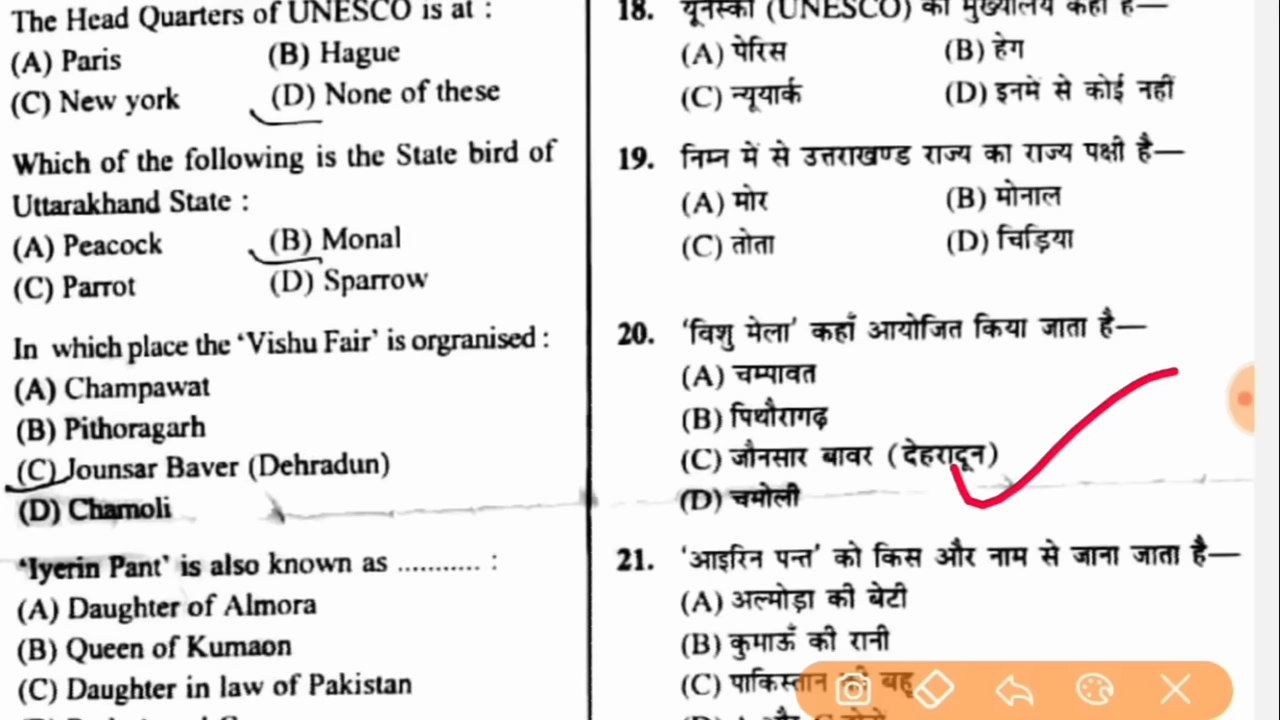 The Head Quarters of UNESCO is at :
(A) Paris
(B) Hague
(C) New york
(D) None of these
Which of the following is the State bird of
Uttarakhand State :
(A) Peacock
(B) Monal
(C) Parrot
(D) Sparrow
In which place the ‘Vishu Fair’ is orgranised :
(A) Champawat
(B) Pithoragarh
(C) Jounsar Baver (Dehradun)
(D) Chamoli
‘Iyerin Pant’ is also known as ........... :
(A) Daughter of Almora
(B) Queen of Kumaon
(C) Daughter in law of Pakistan
18. यूनेस्को (UNESCO) का मुख्यालय कहाँ है—
(A) पेरिस
(B) हेग
(C) न्यूयार्क
(D) इनमें से कोई नहीं
19. निम्न में से उत्तराखण्ड राज्य का राज्य पक्षी है—
(A) मोर
(B) मोनाल
(C) तोता
(D) चिड़िया
20. ‘विशु मेला’ कहाँ आयोजित किया जाता है—
(A) चम्पावत
(B) पिथौरागढ़
(C) जौनसार बावर (देहरादून)
(D) चमोली
21. ‘आइरिन पन्त’ को किस और नाम से जाना जाता है—
(A) अल्मोड़ा की बेटी
(B) कुमाऊँ की रानी
(C) पाकिस्तान की बहू